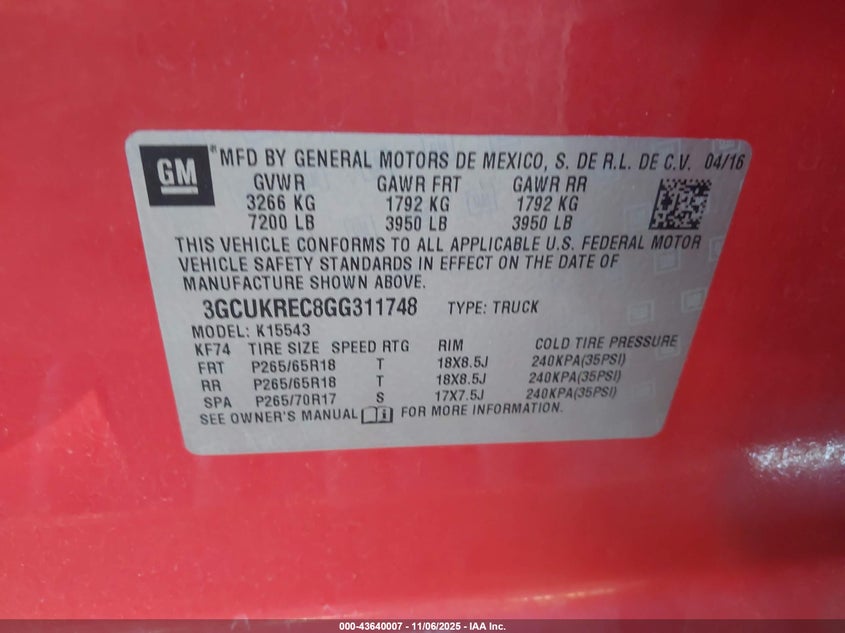 GM ® MFD BY GENERAL MOTORS DE MEXICO, S. DE R.L. DE C.V. 04/16
GVWR GAWR FRT GAWR RR
3266 KG 1792 KG 1792 KG
7200 LB 3950 LB 3950 LB
THIS VEHICLE CONFORMS TO ALL APPLICABLE U.S. FEDERAL MOTOR
VEHICLE SAFETY STANDARDS IN EFFECT ON THE DATE OF
MANUFACTURE SHOWN ABOVE.
3GCUKREC8GG311748 TYPE: TRUCK
MODEL: K15543
KF74 TIRE SIZE SPEED RTG RIM COLD TIRE PRESSURE
FRT P265/65R18 T 18X8.5J 240KPA(35PSI)
RR P265/65R18 T 18X8.5J 240KPA(35PSI)
SPA P265/70R17 S 17X7.5J 240KPA(35PSI)
SEE OWNER'S MANUAL FOR MORE INFORMATION.
000-43640007 - 11/06/2025 - IAA Inc.